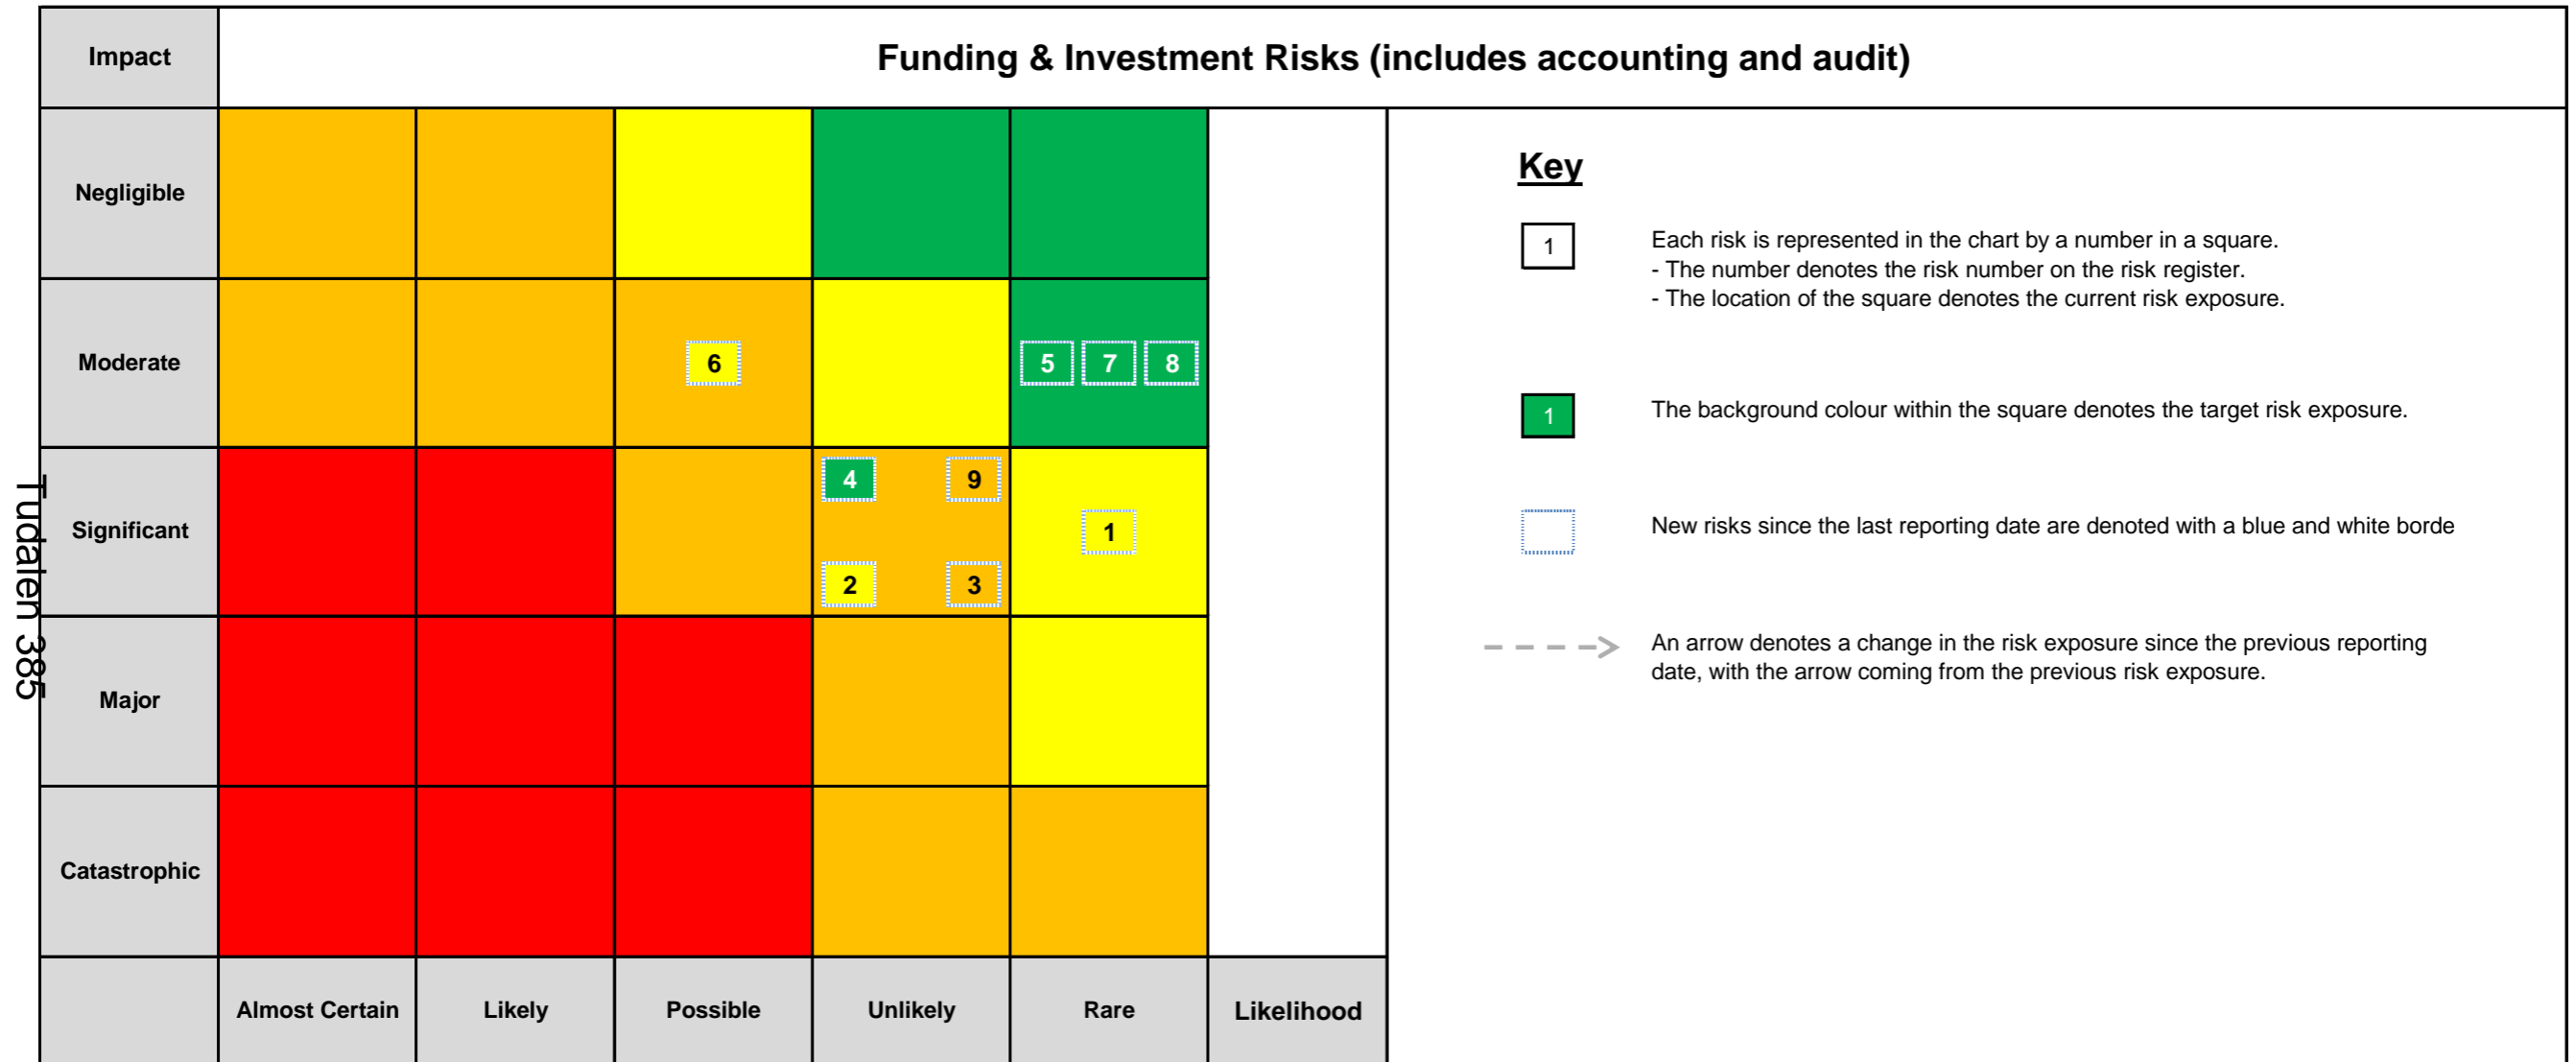 Impact
Funding & Investment Risks (includes accounting and audit)
Negligible
Moderate
6
5 7 8
Significant
4 9
1
2 3
Major
Catastrophic
Almost Certain
Likely
Possible
Unlikely
Rare
Likelihood
Key
1
Each risk is represented in the chart by a number in a square.
- The number denotes the risk number on the risk register.
- The location of the square denotes the current risk exposure.
1
The background colour within the square denotes the target risk exposure.
New risks since the last reporting date are denoted with a blue and white borde
An arrow denotes a change in the risk exposure since the previous reporting
date, with the arrow coming from the previous risk exposure.
Tudalen 385